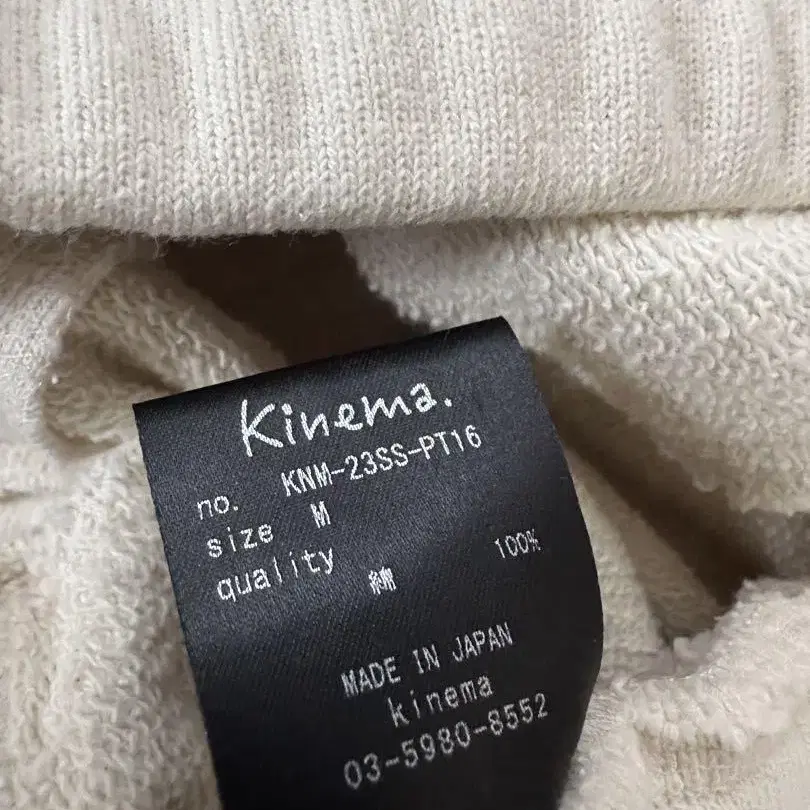 Kinema.
no. KNM-23SS-PT16
size M
quality
綿 100%
MADE IN JAPAN
kinema
03-5980-8552